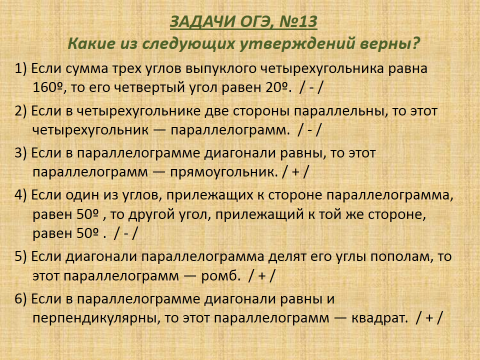 ЗАДАЧИ ОГЭ, №13
Какие из следующих утверждений верны?
1) Если сумма трех углов выпуклого четырехугольника равна
160º, то его четвертый угол равен 20º. / - /
2) Если в четырехугольнике две стороны параллельны, то этот
четырехугольник — параллелограмм. / - /
3) Если в параллелограмме диагонали равны, то этот
параллелограмм — прямоугольник. / + /
4) Если один из углов, прилежащих к стороне параллелограмма,
равен 50º , то другой угол, прилежащий к той же стороне,
равен 50º . / - /
5) Если диагонали параллелограмма делят его углы пополам, то
этот параллелограмм — ромб. / + /
6) Если в параллелограмме диагонали равны и
перпендикулярны, то этот параллелограмм — квадрат. / + /